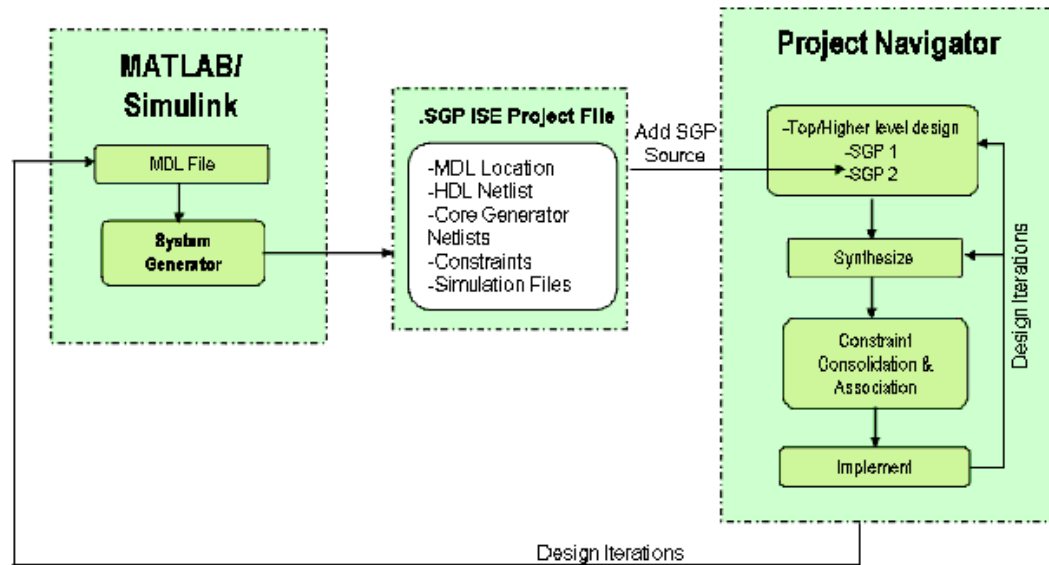 MATLAB/
Simulink
MDL File
System
Generator
.SGP ISE Project File
-MDL Location
-HDL Netlist
-Core Generator
Netlists
-Constraints
-Simulation Files
Add SGP
Source
Project Navigator
-Top/Higher level design
-SGP 1
-SGP 2
Synthesize
Constraint
Consolidation &
Association
Implement
Design Iterations
Design Iterations